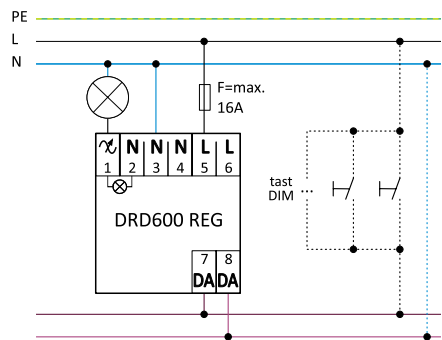 PE
L
N
F=max.
16A
N N N L L
1 2 3 4 5 6
tast
DIM
DRD600 REG
7 8
DA DA